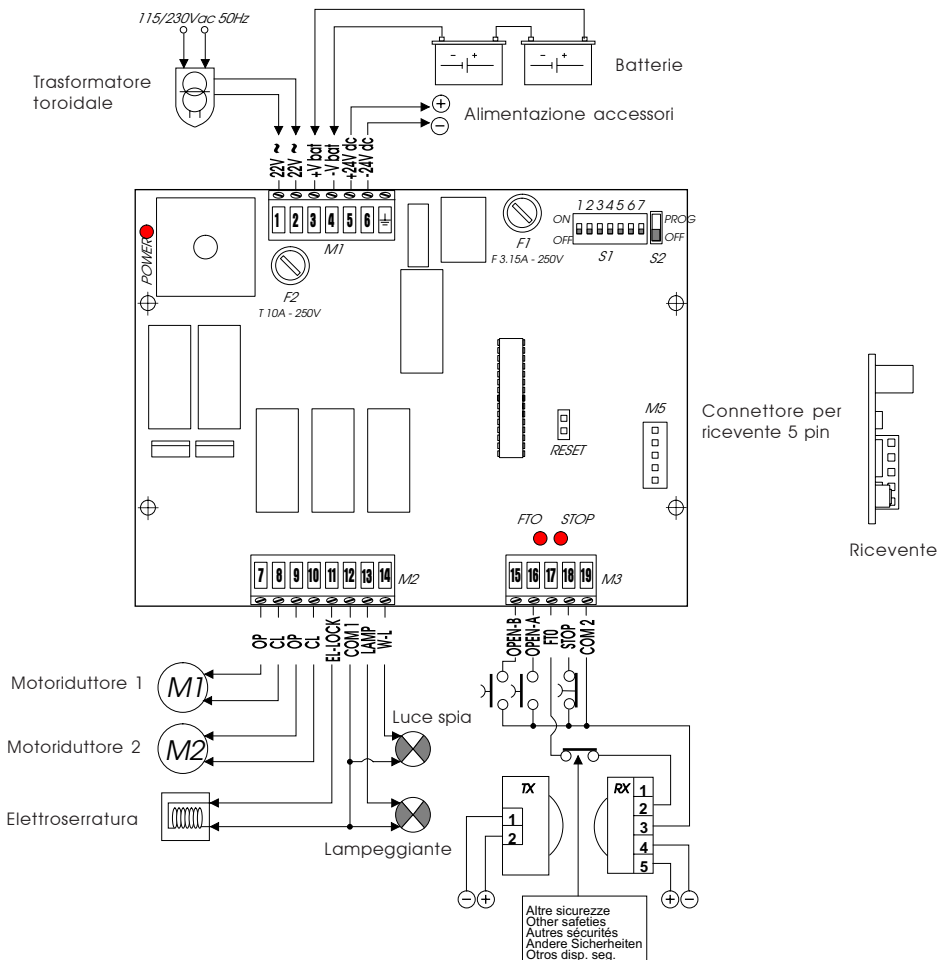 115/230Vac 50Hz
Trasformatore
toroidale
Batterie
Alimentazione accessori
22V ~
22V ~
+V bat
-V bat
+24V dc
-24V dc
1 2 3 4 5 6
M1
POWER
F2
T 10A - 250V
F1
F 3.15A - 250V
1 2 3 4 5 6 7
ON
OFF
S1
PROG
OFF
S2
RESET
M5
Connettore per
ricevente 5 pin
Ricevente
FTO STOP
7 8 9 10 11 12 13 14
M2
15 16 17 18 19
M3
OP
CL
OP
CL
EL-LOCK
COM 1
LAMP
W-L
OPEN-B
OPEN-A
FTO
STOP
COM 2
Motoriduttore 1
M1
Motoriduttore 2
M2
Elettroserratura
Luce spia
Lampeggiante
TX
1
2
RX
1
2
3
4
5
Altre sicurezze
Other safeties
Autres sécurités
Andere Sicherheiten
Otros disp. seg.